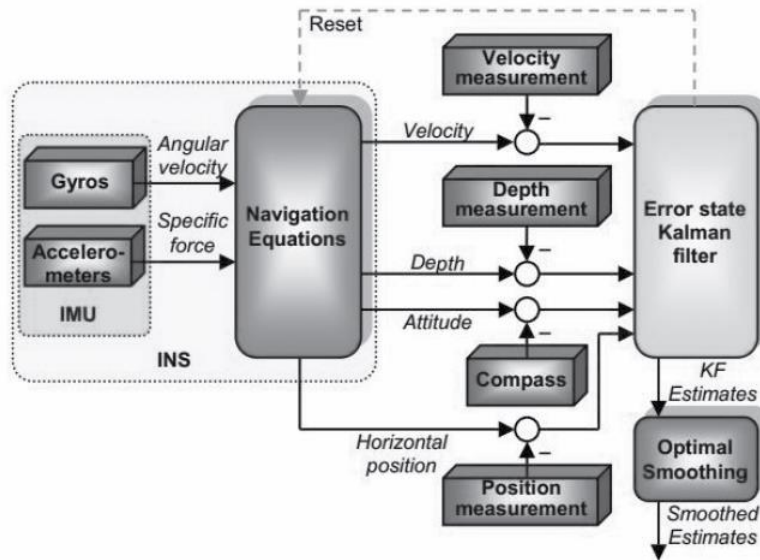 Reset
Velocity
measurement
Angular
velocity
Velocity
Gyros
Depth
measurement
Navigation
Equations
Error state
Kalman
filter
Specific
force
Accelero-
meters
Depth
IMU
Attitude
INS
Compass
KF
Estimates
Horizontal
position
Optimal
Smoothing
Position
measurement
Smoothed
Estimates
–
–
–
–